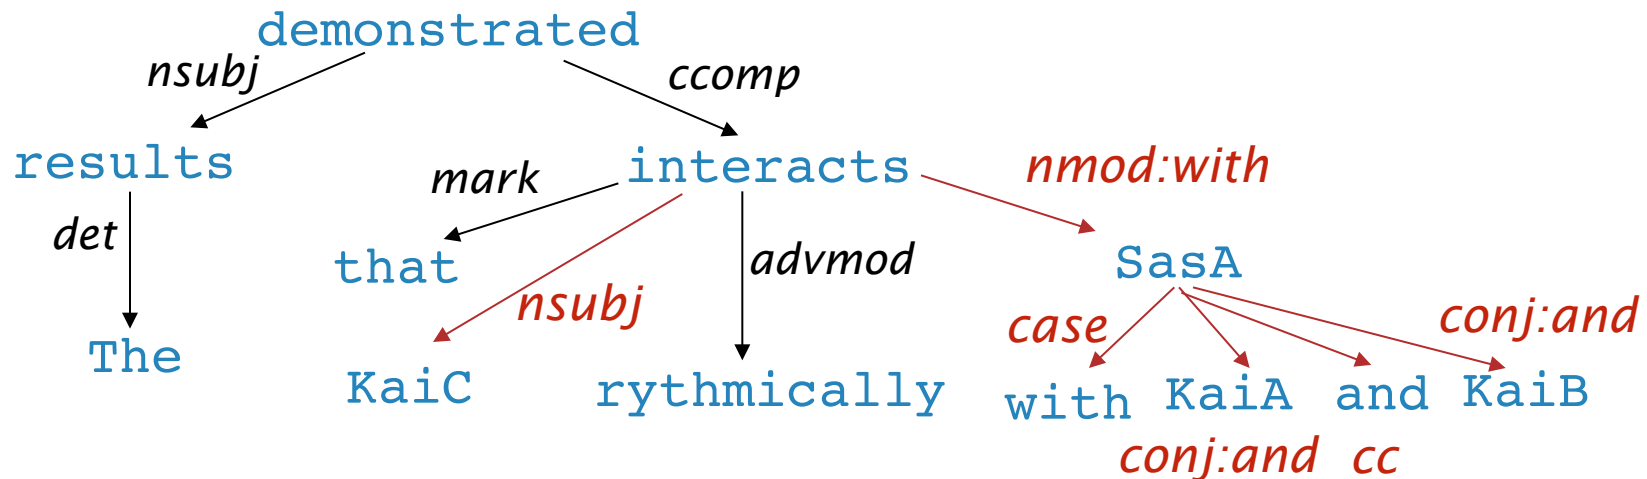 demonstrated
nsubj ccomp
results interacts nmod:with
mark
det that advmod SasA
nsubj case conj:and
The KaiC rythmically with KaiA and KaiB
conj:and cc